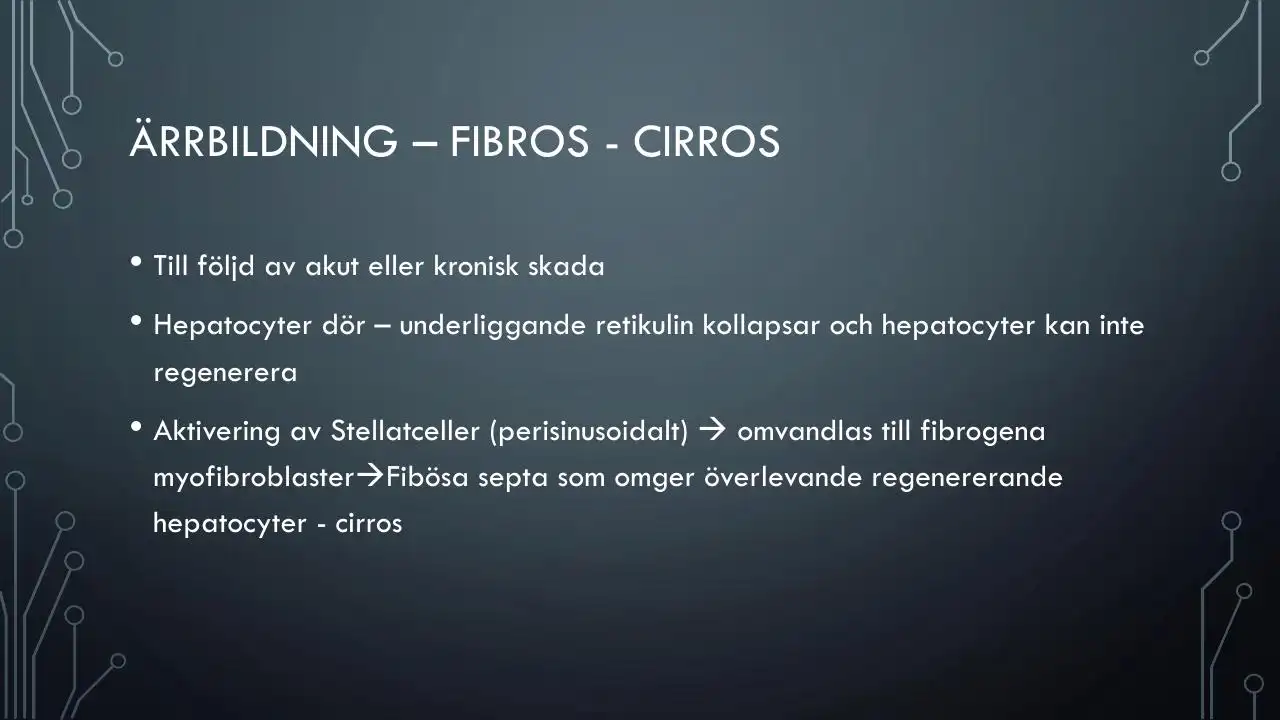 ÄRRBILDNING – FIBROS - CIRROS
• Till följd av akut eller kronisk skada
• Hepatocyter dör – underliggande retikulin kollapsar och hepatocyter kan inte
regenerera
• Aktivering av Stellatceller (perisinusoidalt) → omvandlas till fibrogena
myofibroblaster→Fibösa septa som omger överlevande regenererande
hepatocyter - cirros